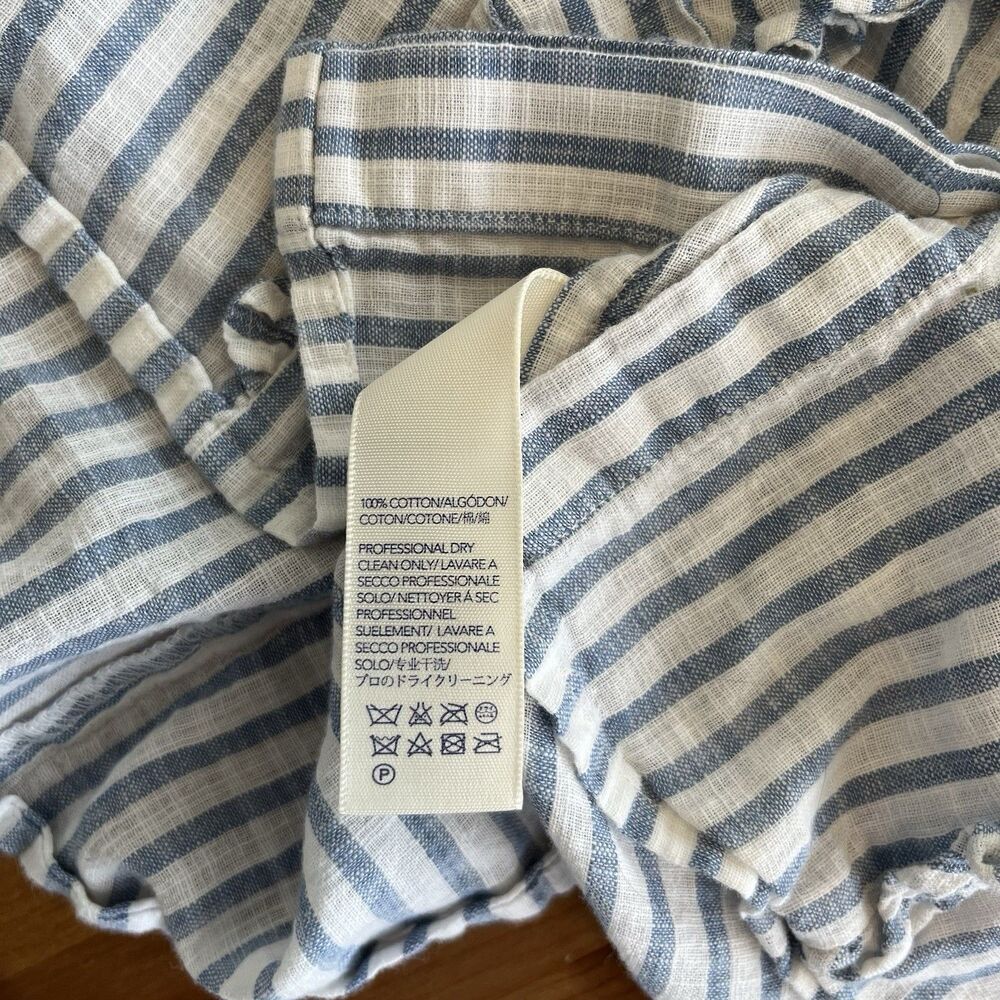 100% COTTON/ALGÓDON/
COTON/COTONE/棉/綿
PROFESSIONAL DRY
CLEAN ONLY/ LAVARE A
SECCO PROFESSIONALE
SOLO/ NETTOYER Á SEC
PROFESSIONNEL
SUELEMENT/ LAVARE A
SECCO PROFESSIONALE
SOLO/专业干洗/
プロのドライクリーニング
P